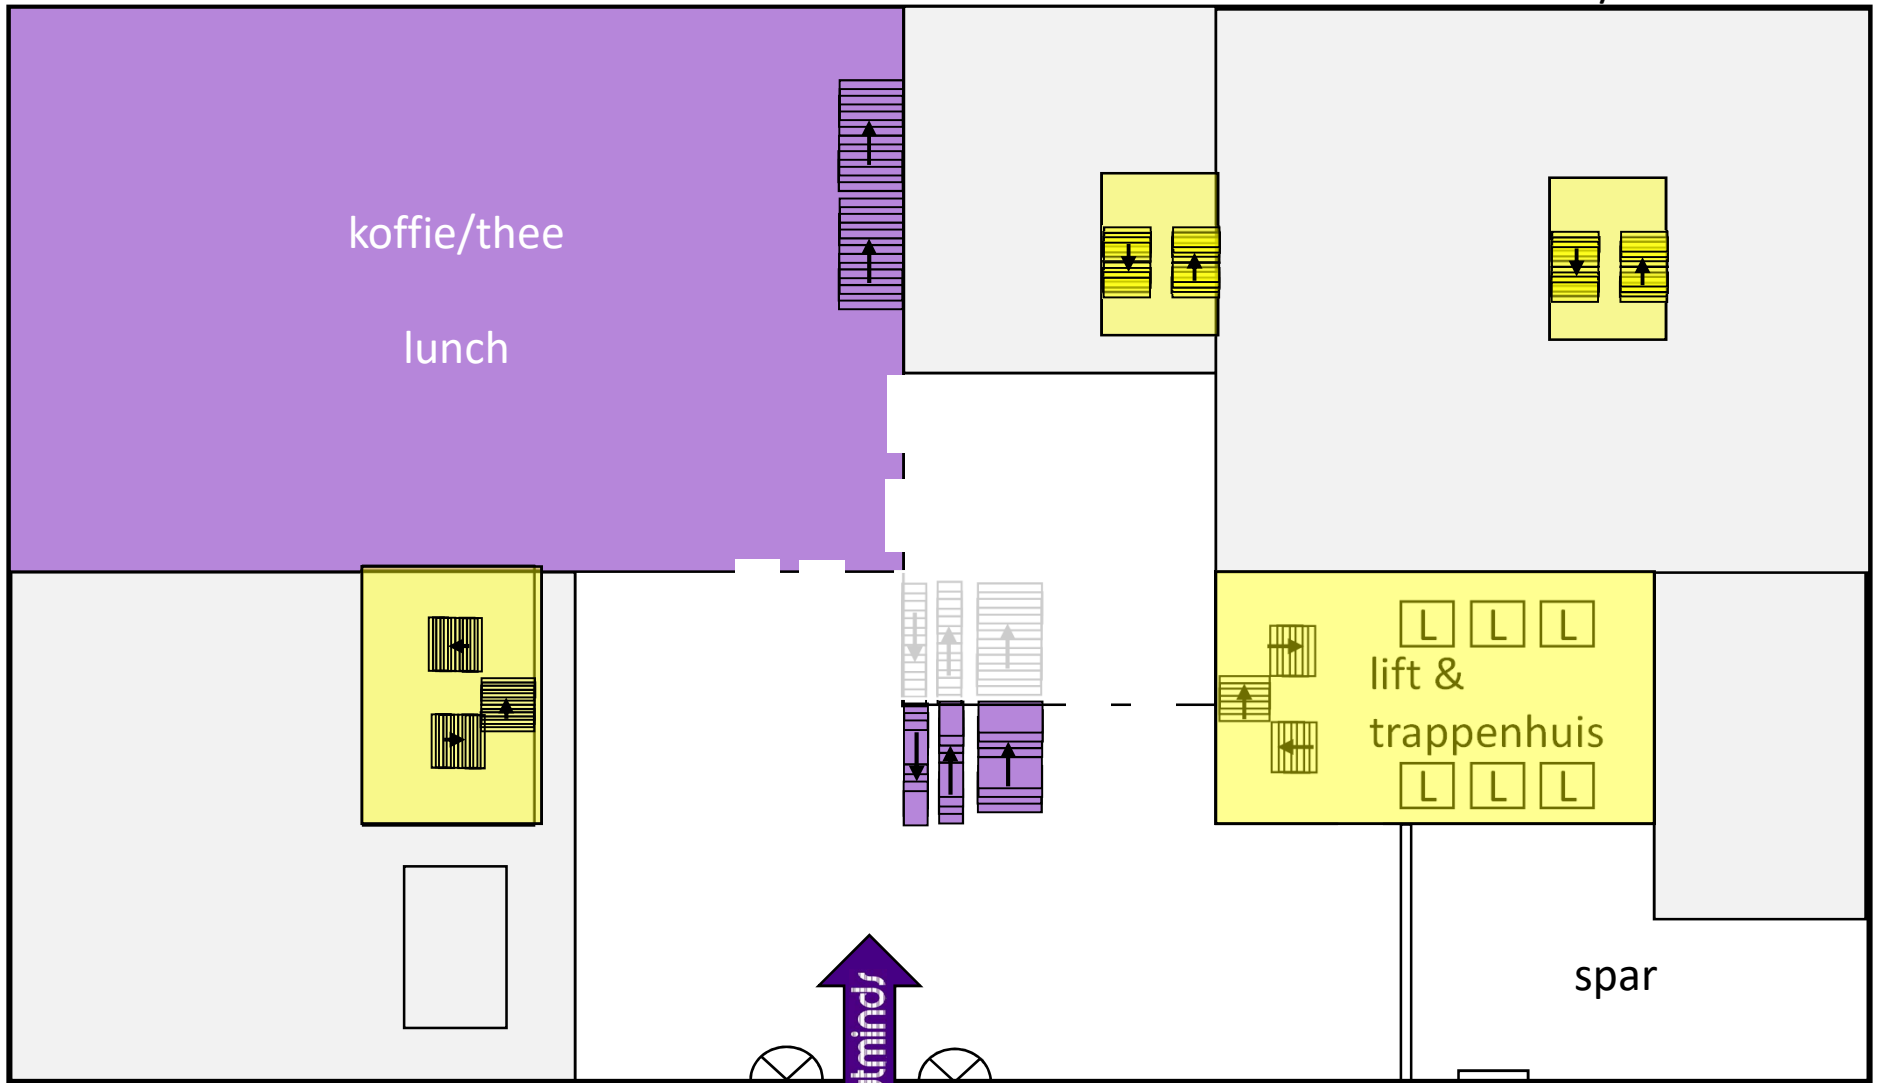 koffie/thee
lunch
L L L
lift &
trappenhuis
L L L
spar